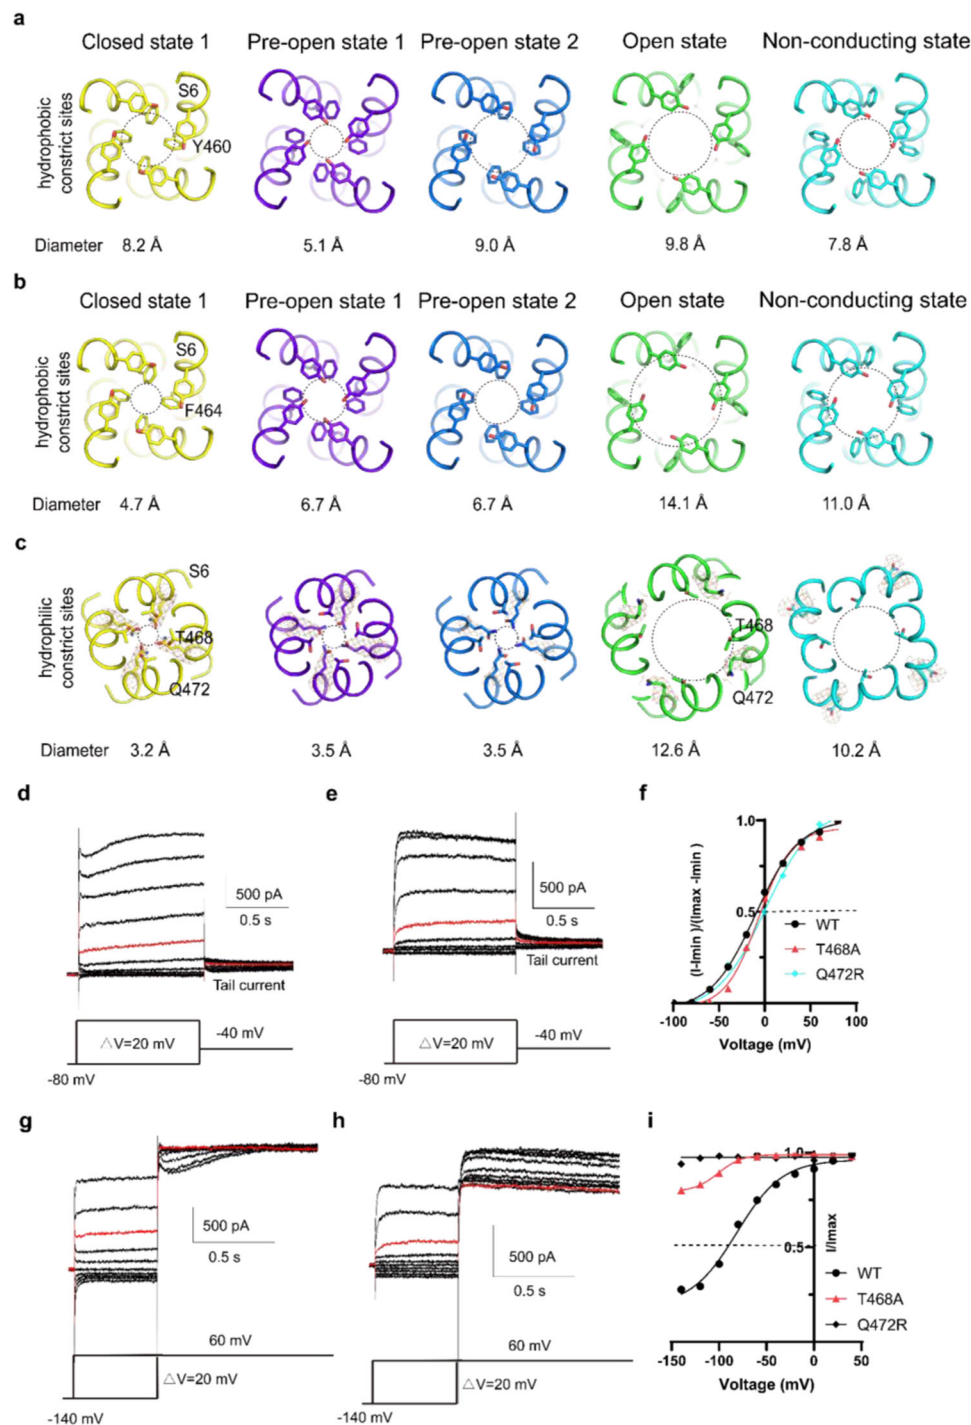 a
Closed state 1 Pre-open state 1 Pre-open state 2 Open state Non-conducting state
hydrophobic
constrict sites
S6
Y460
Diameter 8.2 Å 5.1 Å 9.0 Å 9.8 Å 7.8 Å
b
Closed state 1 Pre-open state 1 Pre-open state 2 Open state Non-conducting state
hydrophobic
constrict sites
S6
F464
Diameter 4.7 Å 6.7 Å 6.7 Å 14.1 Å 11.0 Å
c
hydrophilic
constrict sites
S6
T468
Q472
T468
Q472
Diameter 3.2 Å 3.5 Å 3.5 Å 12.6 Å 10.2 Å
d
500 pA
0.5 s
Tail current
△V=20 mV
-40 mV
-80 mV
e
500 pA
0.5 s
Tail current
△V=20 mV
-40 mV
-80 mV
f
(I-Imin )/(Imax -Imin)
1.0
0.5
WT
T468A
Q472R
-100 -50 0 50 100
Voltage (mV)
g
500 pA
0.5 s
60 mV
△V=20 mV
-140 mV
h
500 pA
0.5 s
60 mV
△V=20 mV
-140 mV
i
1.0
I/Imax
0.5
WT
T468A
Q472R
-150 -100 -50 0 50
Voltage (mV)